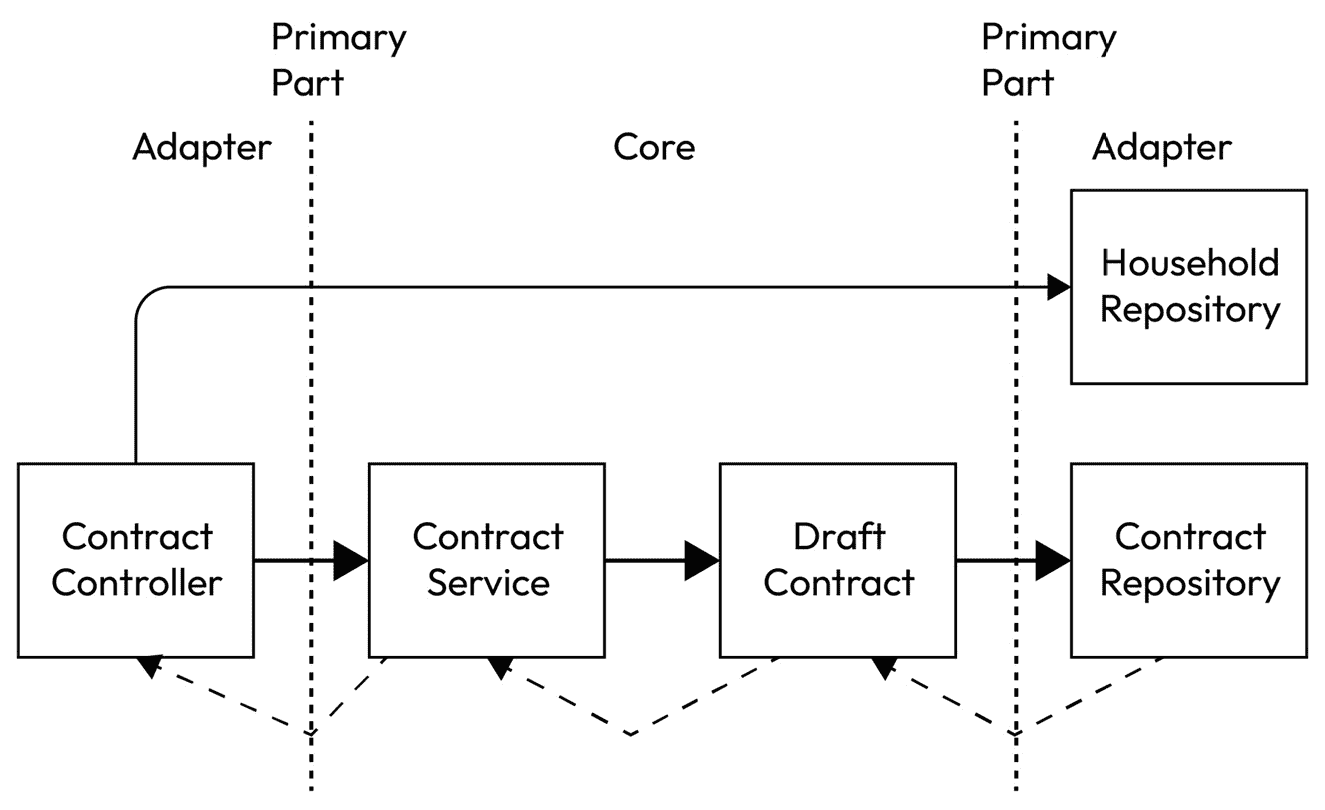 Primary
Part
Primary
Part
Adapter
Core
Adapter
Household
Repository
Contract
Controller
Contract
Service
Draft
Contract
Contract
Repository